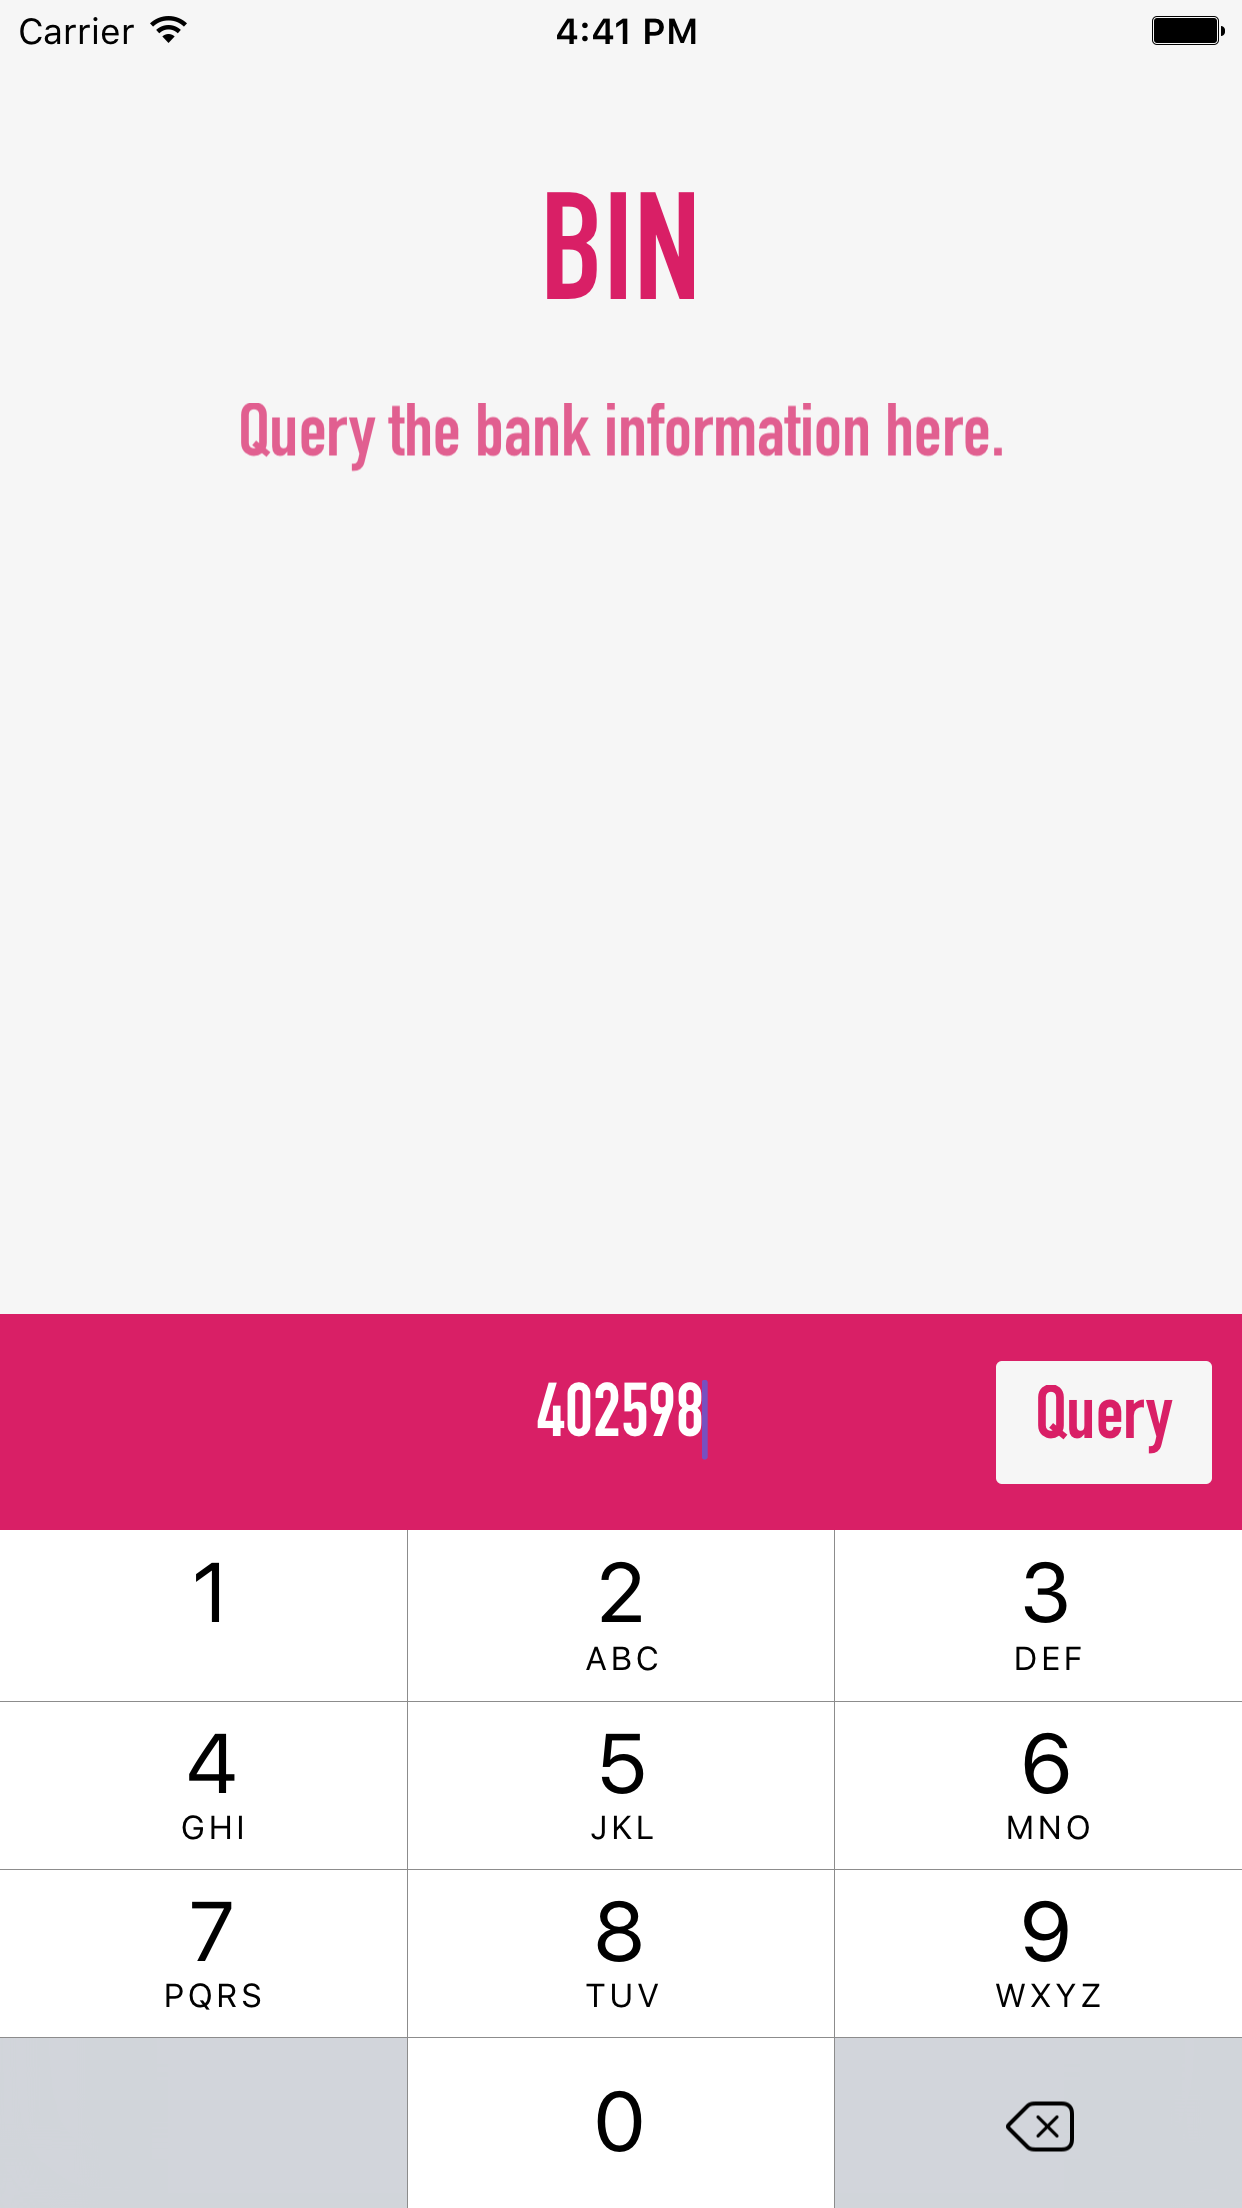 Carrier 4:41 PM
BIN
Query the bank information here.
402598 Query
1 2 3
ABC DEF
4 5 6
GHI JKL MNO
7 8 9
PQRS TUV WXYZ
0